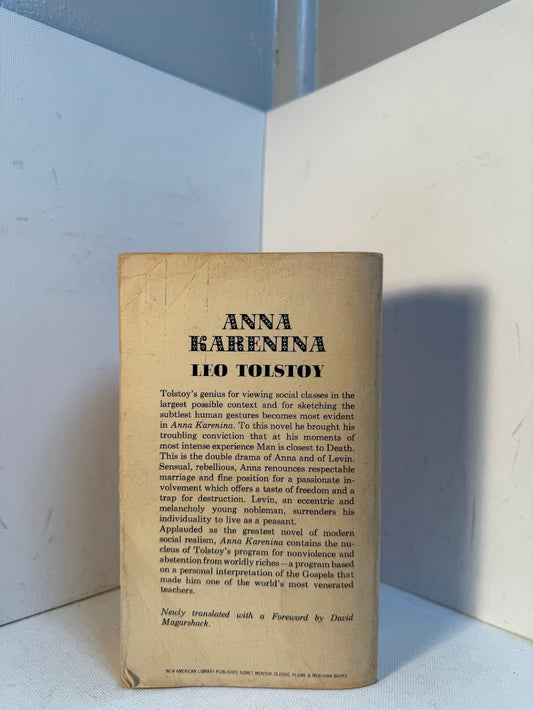 ANNA
KARENINA
LEO TOLSTOY
Tolstoy's genius for viewing social classes in the
largest possible context and for sketching the
subtlest human gestures becomes most evident
in Anna Karenina. To this novel he brought his
troubling conviction that at his moments of
most intense experience Man is closest to Death.
This is the double drama of Anna and of Levin.
Sensual, rebellious, Anna renounces respectable
marriage and fine position for a passionate in-
volvement which offers a taste of freedom and a
trap for destruction. Levin, an eccentric and
melancholy young nobleman, surrenders his
individuality to live as a peasant.
Applauded as the greatest novel of modern
social realism, Anna Karenina contains the nu-
cleus of Tolstoy's program for nonviolence and
abstention from worldly riches—a program based
on a personal interpretation of the Gospels that
made him one of the world's most venerated
teachers.
Newly translated with a Foreword by David
Magarshack.
NEW AMERICAN LIBRARY PUBLISHES SIGNET, MENTOR, CLASSIC, PLUME & MERIDIAN BOOKS